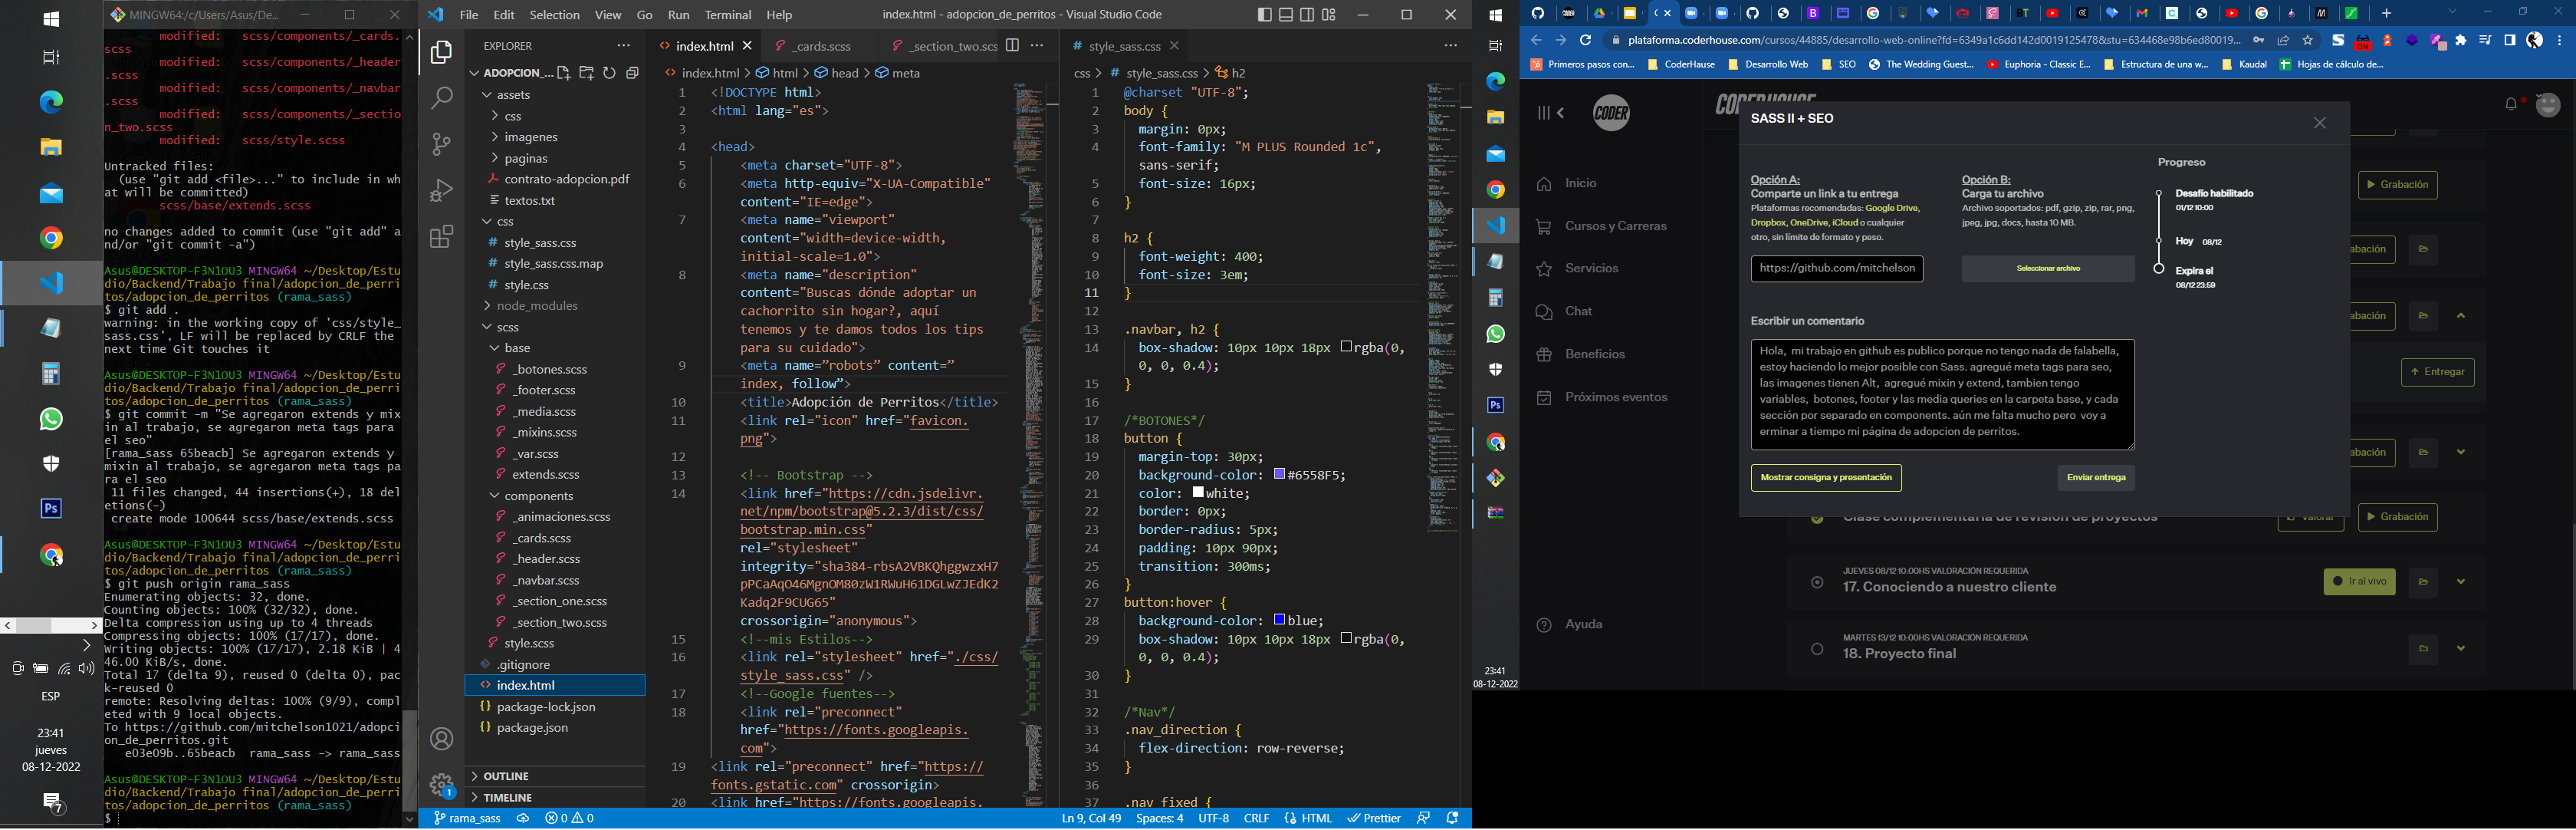 MINGW64:/c/Users/Asus/De...
modified:   scss/components/_cards.
scss
modified:   scss/components/_header
.scss
modified:   scss/components/_navbar
.scss
modified:   scss/components/_sectio
n_two.scss
modified:   scss/style.scss
Untracked files:
(use "git add <file>..." to include in wh
at will be committed)
scss/base/extends.scss
no changes added to commit (use "git add" a
nd/or "git commit -a")
Asus@DESKTOP-F3N1OU3 MINGW64 ~/Desktop/Estu
dio/Backend/Trabajo final/adopcion_de_perri
tos/adopcion_de_perritos (rama_sass)
$ git add .
warning: in the working copy of 'css/style_
sass.css', LF will be replaced by CRLF the
next time Git touches it
Asus@DESKTOP-F3N1OU3 MINGW64 ~/Desktop/Estu
dio/Backend/Trabajo final/adopcion_de_perri
tos/adopcion_de_perritos (rama_sass)
$ git commit -m "Se agregaron extends y mix
in al trabajo, se agregaron meta tags para
el seo"
[rama_sass 65beacb] Se agregaron extends y
mixin al trabajo, se agregaron meta tags pa
ra el seo
11 files changed, 44 insertions(+), 18 del
etions(-)
create mode 100644 scss/base/extends.scss
Asus@DESKTOP-F3N1OU3 MINGW64 ~/Desktop/Estu
dio/Backend/Trabajo final/adopcion_de_perri
tos/adopcion_de_perritos (rama_sass)
$ git push origin rama_sass
Enumerating objects: 32, done.
Counting objects: 100% (32/32), done.
Delta compression using up to 4 threads
Compressing objects: 100% (17/17), done.
Writing objects: 100% (17/17), 2.18 KiB | 4
46.00 KiB/s, done.
Total 17 (delta 9), reused 0 (delta 0), pac
k-reused 0
remote: Resolving deltas: 100% (9/9), compl
eted with 9 local objects.
To https://github.com/mitchelson1021/adopci
on_de_perritos.git
e03e09b..65beacb  rama_sass -> rama_sass
Asus@DESKTOP-F3N1OU3 MINGW64 ~/Desktop/Estu
dio/Backend/Trabajo final/adopcion_de_perri
tos/adopcion_de_perritos (rama_sass)
$
ESP
23:41
jueves
08-12-2022
7
File Edit Selection View Go Run Terminal Help
index.html - adopcion_de_perritos - Visual Studio Code
EXPLORER
ADOPCION_...
assets
css
imagenes
paginas
contrato-adopcion.pdf
textos.txt
css
style_sass.css
style_sass.css.map
style.css
node_modules
scss
base
_botones.scss
_footer.scss
_media.scss
_mixins.scss
_var.scss
extends.scss
components
_animaciones.scss
_cards.scss
_header.scss
_navbar.scss
_section_one.scss
_section_two.scss
style.scss
.gitignore
index.html
package-lock.json
package.json
OUTLINE
TIMELINE
1
index.html
_cards.scss
_section_two.scs
index.html > html > head > meta
1 <!DOCTYPE html>
2 <html lang="es">
3
4 <head>
5 <meta charset="UTF-8">
6 <meta http-equiv="X-UA-Compatible"
content="IE=edge">
7 <meta name="viewport"
content="width=device-width,
initial-scale=1.0">
8 <meta name="description"
content="Buscas dónde adoptar un
cachorrito sin hogar?, aquí
tenemos y te damos todos los tips
para su cuidado">
9 <meta name=”robots” content=”
index, follow”>
10 <title>Adopción de Perritos</title>
11 <link rel="icon" href="favicon.
png">
12
13 <!-- Bootstrap -->
14 <link href="https://cdn.jsdelivr.
net/npm/bootstrap@5.2.3/dist/css/
bootstrap.min.css"
rel="stylesheet"
integrity="sha384-rbsA2VBKQhggwzxH7
pPCaAqO46MgnOM80zW1RWuH61DGLwZJEdK2
Kadq2F9CUG65"
crossorigin="anonymous">
15 <!--mis Estilos-->
16 <link rel="stylesheet" href="./css/
style_sass.css" />
17 <!--Google fuentes-->
18 <link rel="preconnect"
href="https://fonts.googleapis.
com">
19 <link rel="preconnect" href="https://
fonts.gstatic.com" crossorigin>
20 <link href="https://fonts.googleapis.
style_sass.css
css > style_sass.css > h2
1 @charset "UTF-8";
2 body {
3 margin: 0px;
4 font-family: "M PLUS Rounded 1c",
sans-serif;
5 font-size: 16px;
6 }
7
8 h2 {
9 font-weight: 400;
10 font-size: 3em;
11 }
12
13 .navbar, h2 {
14 box-shadow: 10px 10px 18px rgba(0,
0, 0, 0.4);
15 }
16
17 /*BOTONES*/
18 button {
19 margin-top: 30px;
20 background-color: #6558F5;
21 color: white;
22 border: 0px;
23 border-radius: 5px;
24 padding: 10px 90px;
25 transition: 300ms;
26 }
27 button:hover {
28 background-color: blue;
29 box-shadow: 10px 10px 18px rgba(0,
0, 0, 0.4);
30 }
31
32 /*Nav*/
33 .nav_direction {
34 flex-direction: row-reverse;
35 }
36
37 .nav fixed {
rama_sass 0 0 Ln 9, Col 49 Spaces: 4 UTF-8 CRLF HTML Prettier
23:41
08-12-2022
plataforma.coderhouse.com/cursos/44885/desarrollo-web-online?fd=6349a1c6dd142d0019125478&stu=634468e98b6ed80019...
ON
Primeros pasos con... CoderHause Desarrollo Web SEO The Wedding Guest... Euphoria - Classic E... Estructura de una w... Kaudal Hojas de cálculo de...
CODER
CODERHOUSE
Inicio
Cursos y Carreras
Servicios
Chat
Beneficios
Próximos eventos
Ayuda
SASS II + SEO
Opción A:
Comparte un link a tu entrega
Plataformas recomendadas: Google Drive,
Dropbox, OneDrive, iCloud o cualquier
otro, sin límite de formato y peso.
https://github.com/mitchelson
Opción B:
Carga tu archivo
Archivo soportados: pdf, gzip, zip, rar, png,
jpeg, jpg, docs, hasta 10 MB.
Seleccionar archivo
Progreso
Desafío habilitado
01/12 10:00
Hoy 08/12
Expira el
08/12 23:59
Escribir un comentario
Hola,  mi trabajo en github es publico porque no tengo nada de falabella,
estoy haciendo lo mejor posible con Sass. agregué meta tags para seo,
las imagenes tienen Alt,  agregué mixin y extend, tambien tengo
variables,  botones, footer y las media queries en la carpeta base, y cada
sección por separado en components. aún me falta mucho pero  voy a
erminar a tiempo mi página de adopcion de perritos.
Mostrar consigna y presentación
Enviar entrega
Grabación
abación
abación
Entregar
abación
Clase complementaria de revisión de proyectos
Valorar
Grabación
JUEVES 08/12 10:00HS VALORACIÓN REQUERIDA
17. Conociendo a nuestro cliente
Ir al vivo
MARTES 13/12 10:00HS VALORACIÓN REQUERIDA
18. Proyecto final